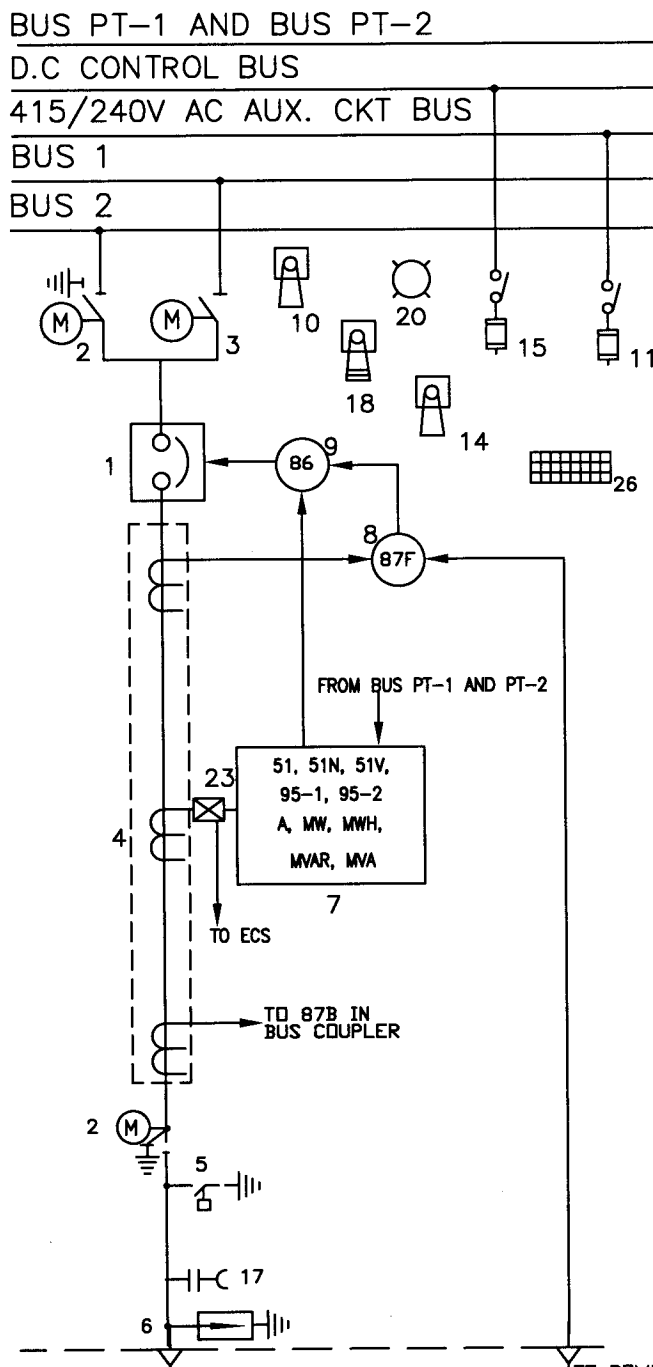 BUS PT-1 AND BUS PT-2
D.C CONTROL BUS
415/240V AC AUX. CKT BUS
BUS 1
BUS 2
M
2
M
3
10
20
15
11
18
14
1
86
9
26
8
87F
FROM BUS PT-1 AND PT-2
23
51, 51N, 51V,
95-1, 95-2
A, MW, MWH,
MVAR, MVA
4
7
TO ECS
TO 87B IN
BUS COUPLER
2
M
5
17
6